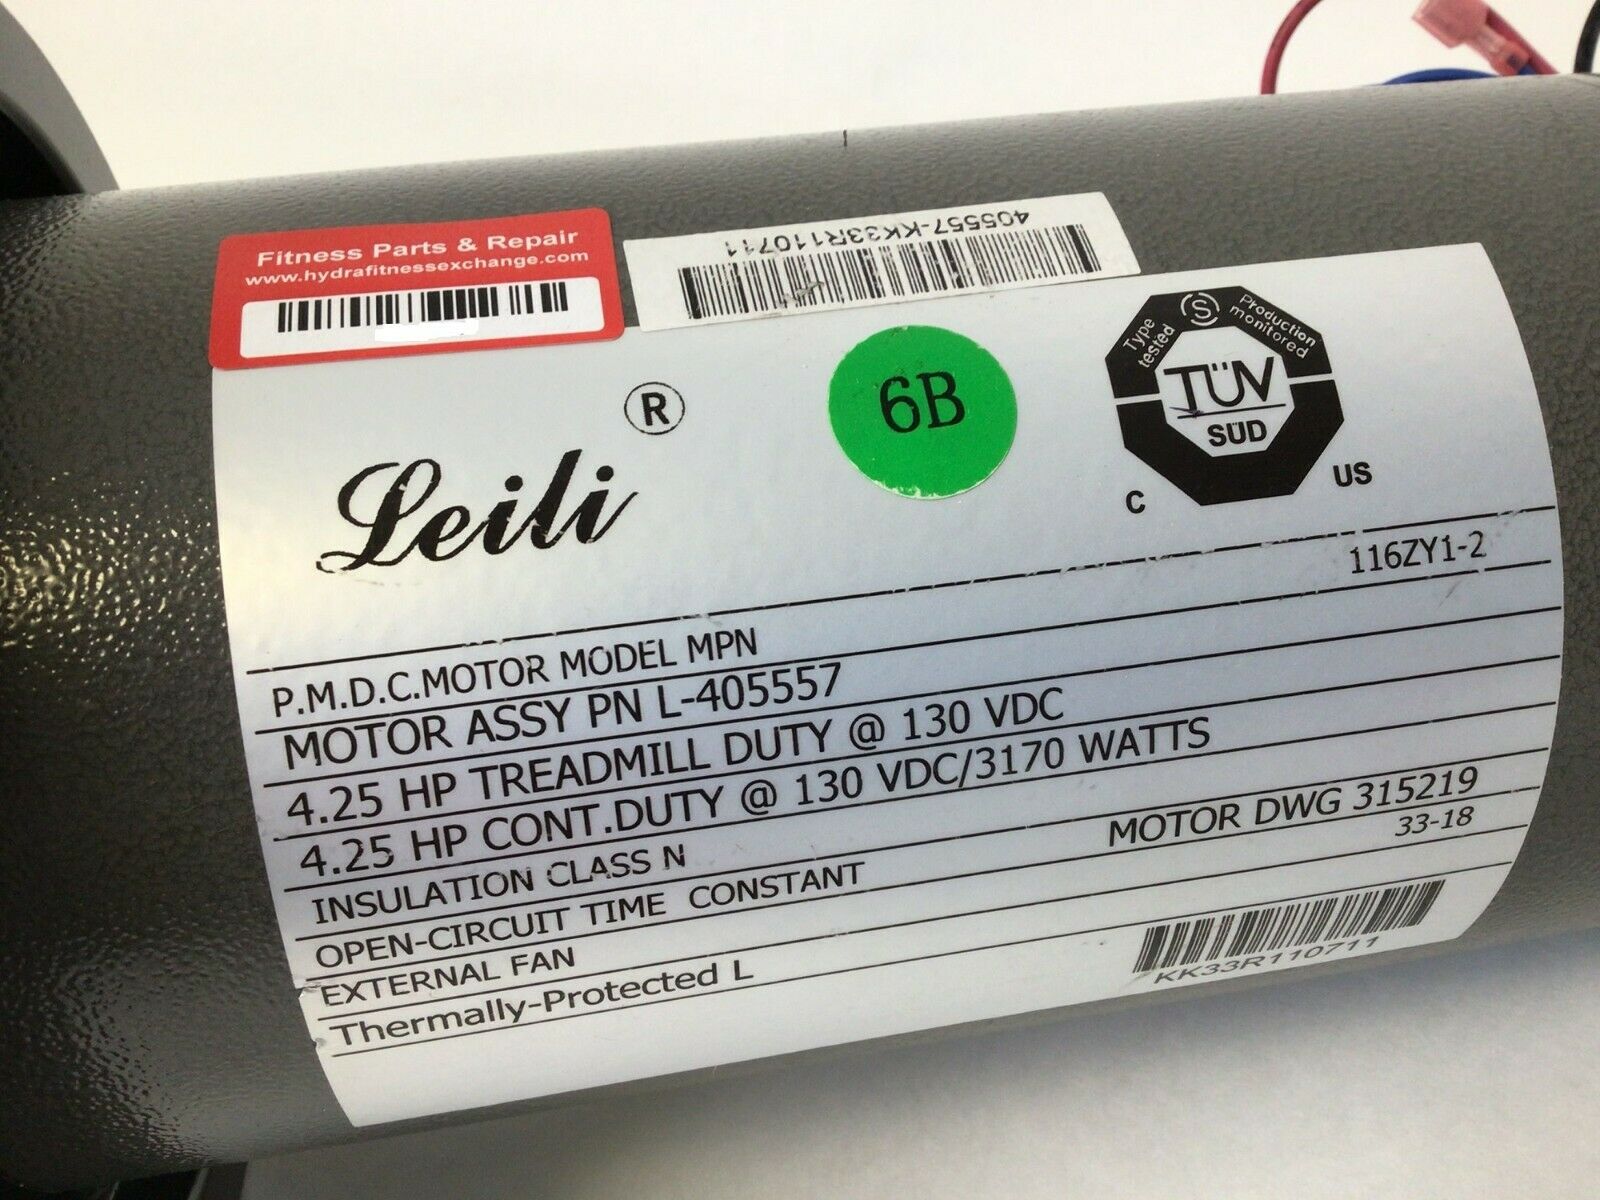 Fitness Parts & Repair
www.hydrafitnessexchange.com
405557-KK33R110711
Leili ®
6B
Type tested
S
Production monitored
TÜV
SÜD
C US
P.M.D.C.MOTOR MODEL MPN 116ZY1-2
MOTOR ASSY PN L-405557
4.25 HP TREADMILL DUTY @ 130 VDC
4.25 HP CONT.DUTY @ 130 VDC/3170 WATTS
INSULATION CLASS N MOTOR DWG 315219
OPEN-CIRCUIT TIME CONSTANT 33-18
EXTERNAL FAN
Thermally-Protected L
KK33R110711